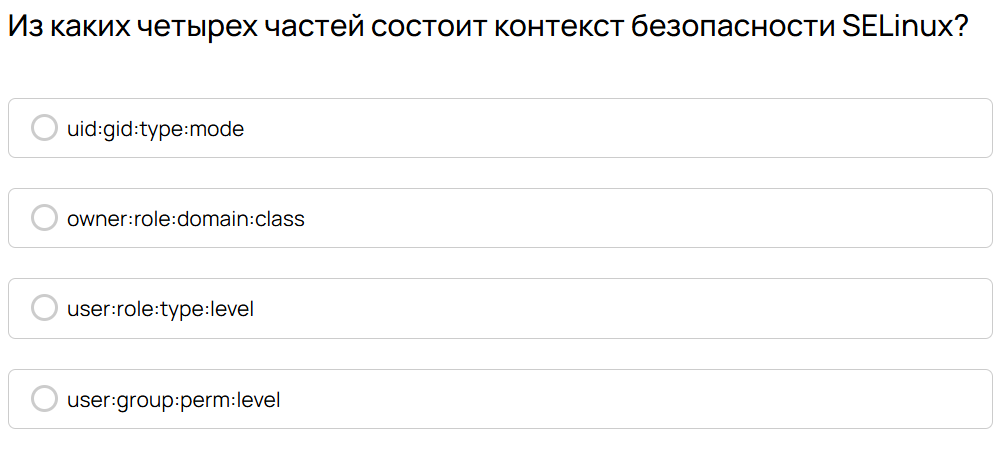 Из каких четырех частей состоит контекст безопасности SELinux?
uid:gid:type:mode
owner:role:domain:class
user:role:type:level
user:group:perm:level